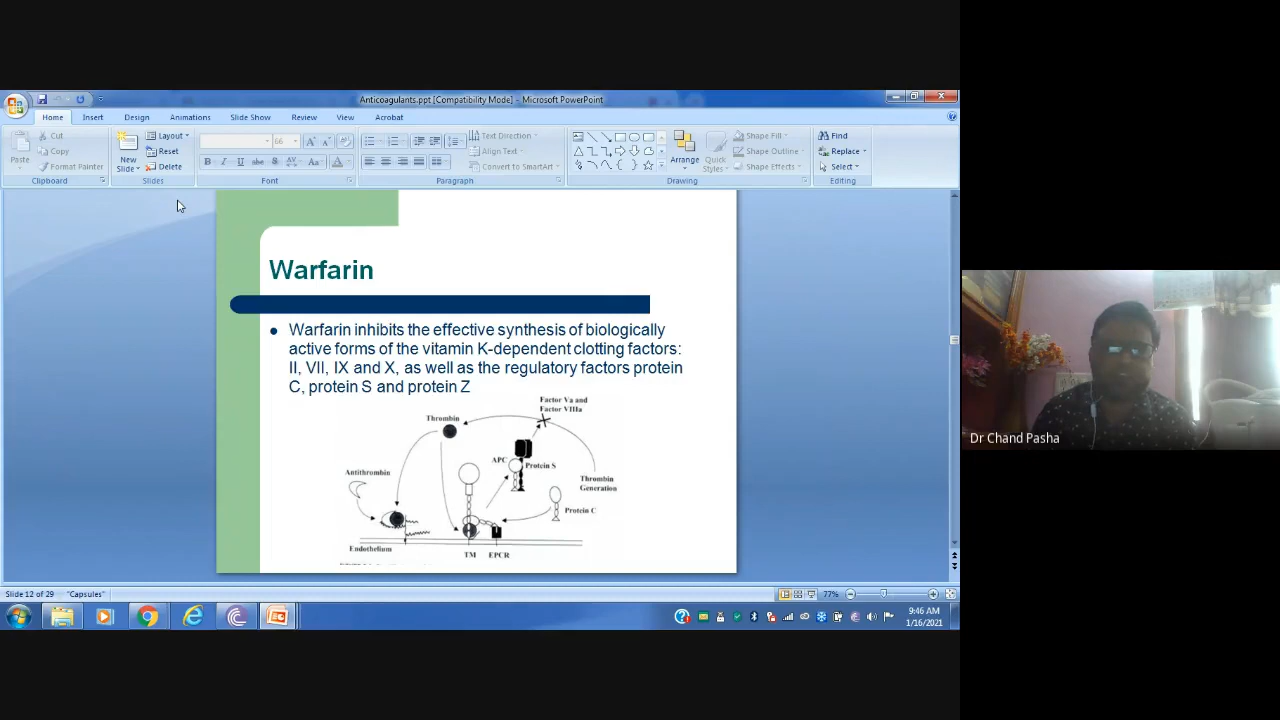 Anticoagulants.ppt [Compatibility Mode] - Microsoft PowerPoint
Home Insert Design Animations Slide Show Review View Acrobat
Paste
Cut
Copy
Format Painter
Clipboard
New Slide
Layout
Reset
Delete
Slides
66
B I U abc S AV Aa A
Font
Text Direction
Align Text
Convert to SmartArt
Paragraph
Arrange
Quick Styles
Shape Fill
Shape Outline
Shape Effects
Drawing
Find
Replace
Select
Editing
Warfarin
Warfarin inhibits the effective synthesis of biologically
active forms of the vitamin K-dependent clotting factors:
II, VII, IX and X, as well as the regulatory factors protein
C, protein S and protein Z
Factor Va and
Factor VIIIa
Thrombin
APC
Protein S
Antithrombin
Thrombin
Generation
Protein C
Endothelium
TM
EPCR
Slide 12 of 29
"Capsules"
77%
9:46 AM
1/16/2021
Dr Chand Pasha